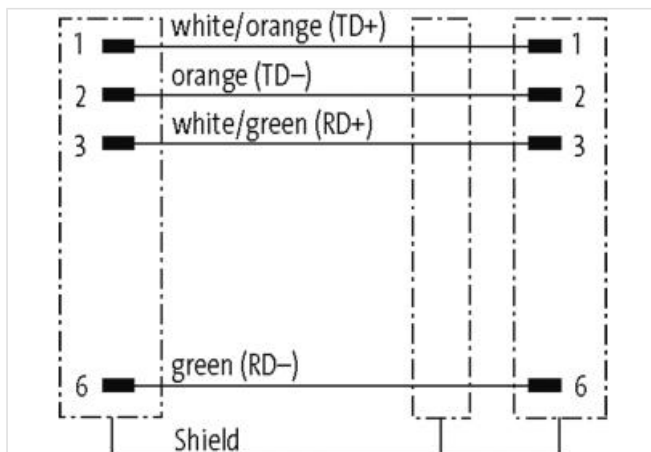 1 white/orange (TD+) 1
2 orange (TD–) 2
3 white/green (RD+) 3
6 green (RD–) 6
Shield